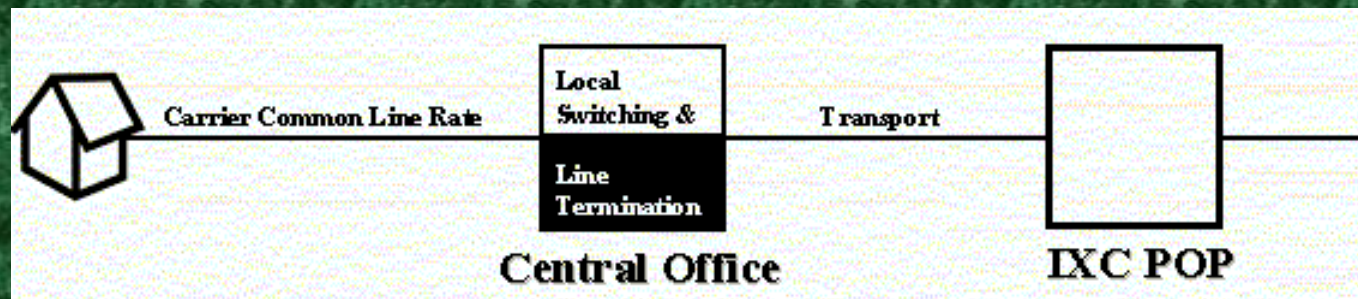 Carrier Common Line Rate
Local
Switching &
Line
Termination
Transport
Central Office
IXC POP